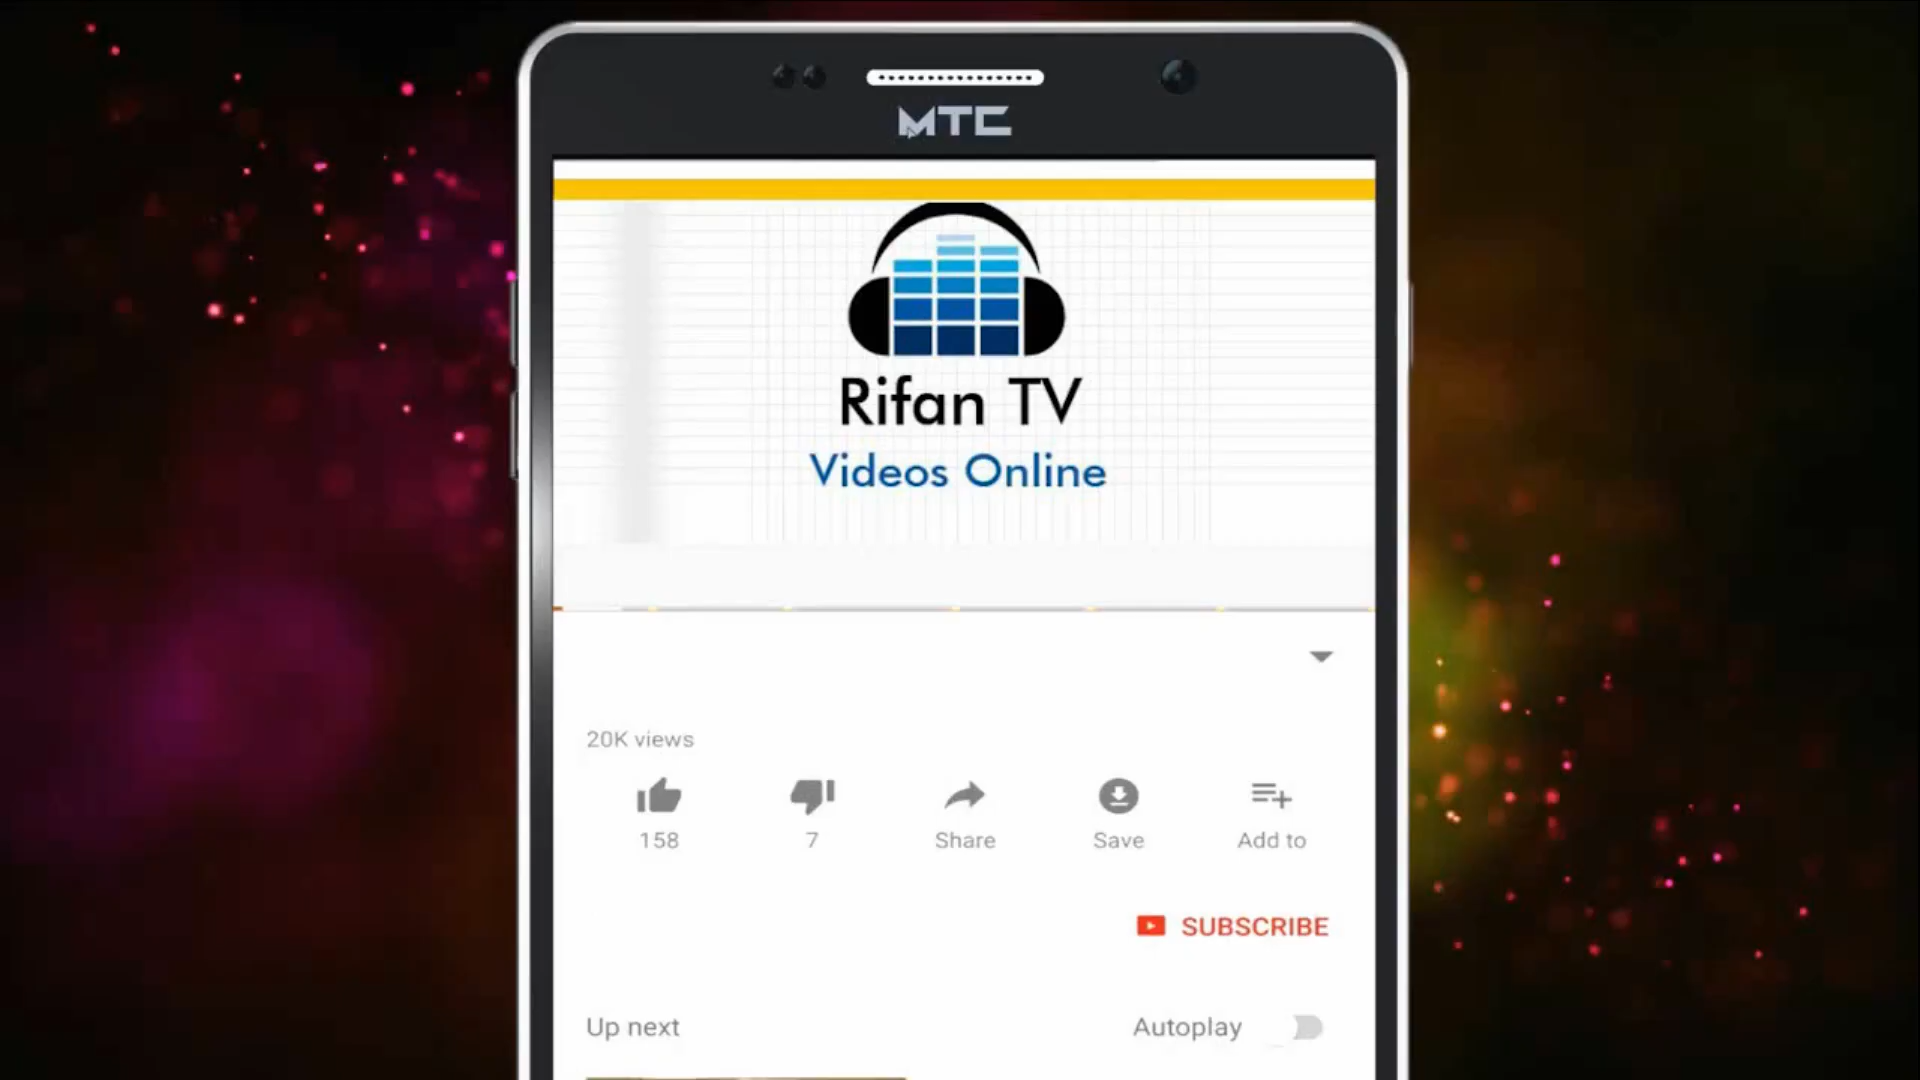 MTC
Rifan TV
Videos Online
20K views
158
7
Share
Save
Add to
SUBSCRIBE
Up next
Autoplay